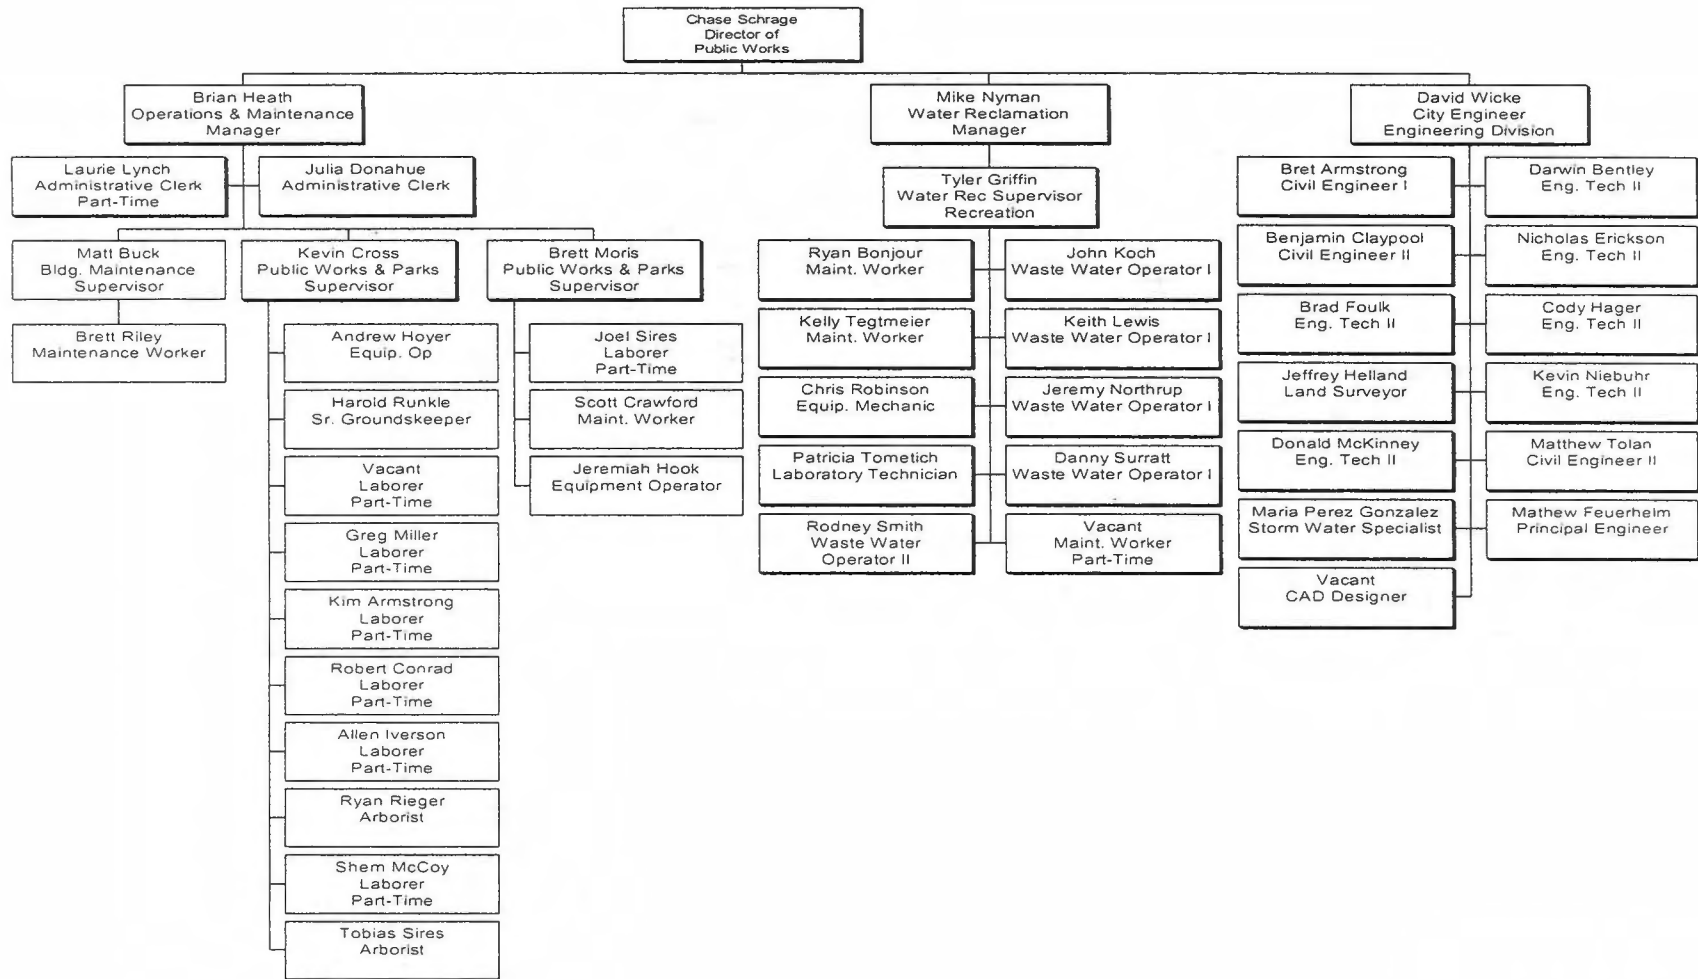 Chase Schrage
Director of
Public Works
Brian Heath
Operations & Maintenance
Manager
Mike Nyman
Water Reclamation
Manager
David Wicke
City Engineer
Engineering Division
Laurie Lynch
Administrative Clerk
Part-Time
Julia Donahue
Administrative Clerk
Matt Buck
Bldg. Maintenance
Supervisor
Kevin Cross
Public Works & Parks
Supervisor
Brett Moris
Public Works & Parks
Supervisor
Brett Riley
Maintenance Worker
Andrew Hoyer
Equip. Op
Harold Runkle
Sr. Groundskeeper
Vacant
Laborer
Part-Time
Greg Miller
Laborer
Part-Time
Kim Armstrong
Laborer
Part-Time
Robert Conrad
Laborer
Part-Time
Allen Iverson
Laborer
Part-Time
Ryan Rieger
Arborist
Shem McCoy
Laborer
Part-Time
Tobias Sires
Arborist
Joel Sires
Laborer
Part-Time
Scott Crawford
Maint. Worker
Jeremiah Hook
Equipment Operator
Tyler Griffin
Water Rec Supervisor
Recreation
Ryan Bonjour
Maint. Worker
John Koch
Waste Water Operator I
Kelly Tegtmeier
Maint. Worker
Keith Lewis
Waste Water Operator I
Chris Robinson
Equip. Mechanic
Jeremy Northrup
Waste Water Operator I
Patricia Tometich
Laboratory Technician
Danny Surratt
Waste Water Operator I
Rodney Smith
Waste Water
Operator II
Vacant
Maint. Worker
Part-Time
Bret Armstrong
Civil Engineer I
Darwin Bentley
Eng. Tech II
Benjamin Claypool
Civil Engineer II
Nicholas Erickson
Eng. Tech II
Brad Foulk
Eng. Tech II
Cody Hager
Eng. Tech II
Jeffrey Helland
Land Surveyor
Kevin Niebuhr
Eng. Tech II
Donald McKinney
Eng. Tech II
Matthew Tolan
Civil Engineer II
Maria Perez Gonzalez
Storm Water Specialist
Mathew Feuerhelm
Principal Engineer
Vacant
CAD Designer